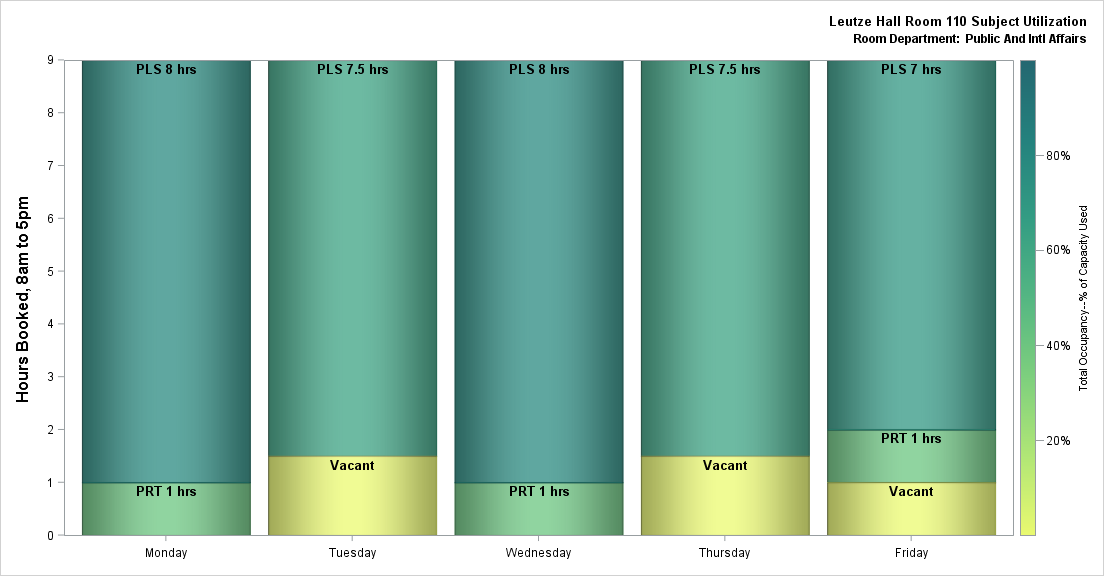 Leutze Hall Room 110 Subject Utilization
Room Department: Public And Intl Affairs
Hours Booked, 8am to 5pm
9
8
7
6
5
4
3
2
1
0
PLS 8 hrs
PRT 1 hrs
PLS 7.5 hrs
Vacant
PLS 8 hrs
PRT 1 hrs
PLS 7.5 hrs
Vacant
PLS 7 hrs
PRT 1 hrs
Vacant
Monday
Tuesday
Wednesday
Thursday
Friday
80%
60%
40%
20%
Total Occupancy--% of Capacity Used